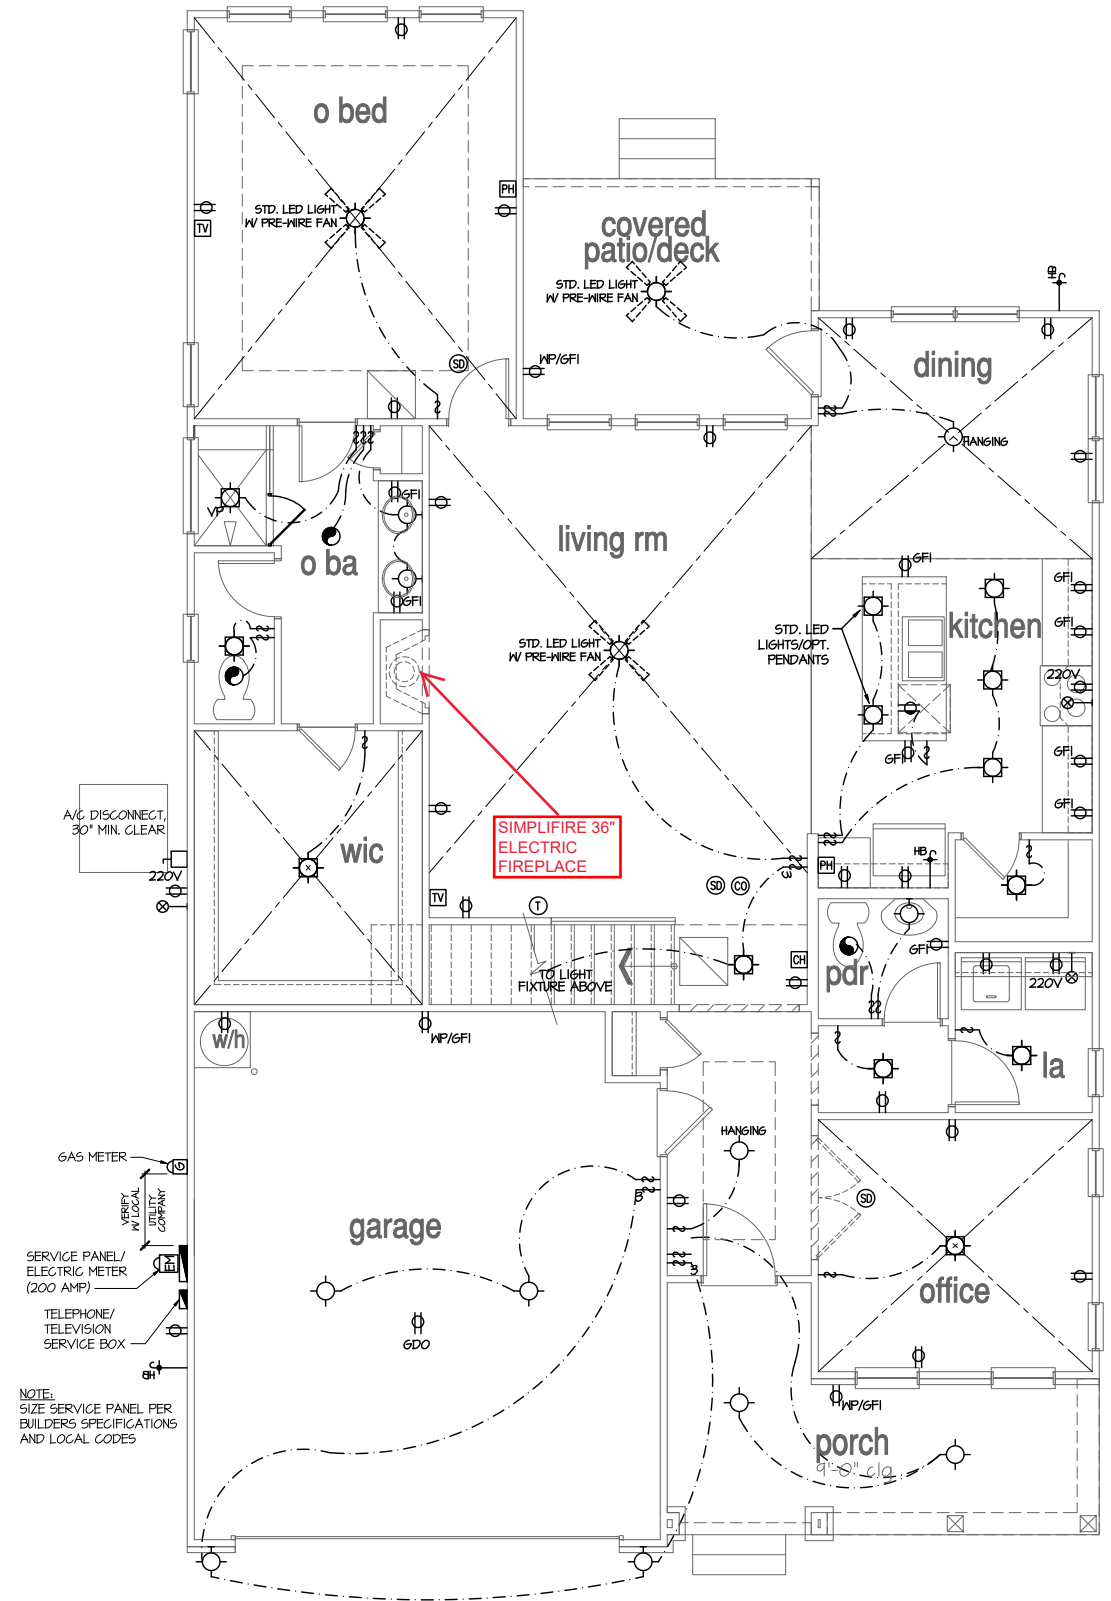 o bed
STD. LED LIGHT
W/ PRE-WIRE FAN
PH
TV
SD
covered
patio/deck
STD. LED LIGHT
W/ PRE-WIRE FAN
WP/GFI
HB
dining
HANGING
VP
GFI
o ba
GFI
living rm
STD. LED LIGHT
W/ PRE-WIRE FAN
GFI
kitchen
STD. LED
LIGHTS/OPT.
PENDANTS
GFI
GFI
220V
GFI
GFI
GFI
SIMPLIFIRE 36"
ELECTRIC
FIREPLACE
A/C DISCONNECT,
30" MIN. CLEAR
220V
wic
TV
T
SD
CO
3
PH
HB
CH
TO LIGHT
FIXTURE ABOVE
pdr
GFI
220V
la
w/h
WP/GFI
HANGING
GAS METER
G
VERIFY
W/ LOCAL
UTILITY
COMPANY
SERVICE PANEL/
ELECTRIC METER
(200 AMP)
EM
TELEPHONE/
TELEVISION
SERVICE BOX
HB
NOTE:
SIZE SERVICE PANEL PER
BUILDERS SPECIFICATIONS
AND LOCAL CODES
garage
GDO
3
3
SD
office
WP/GFI
porch
9'-0" clg